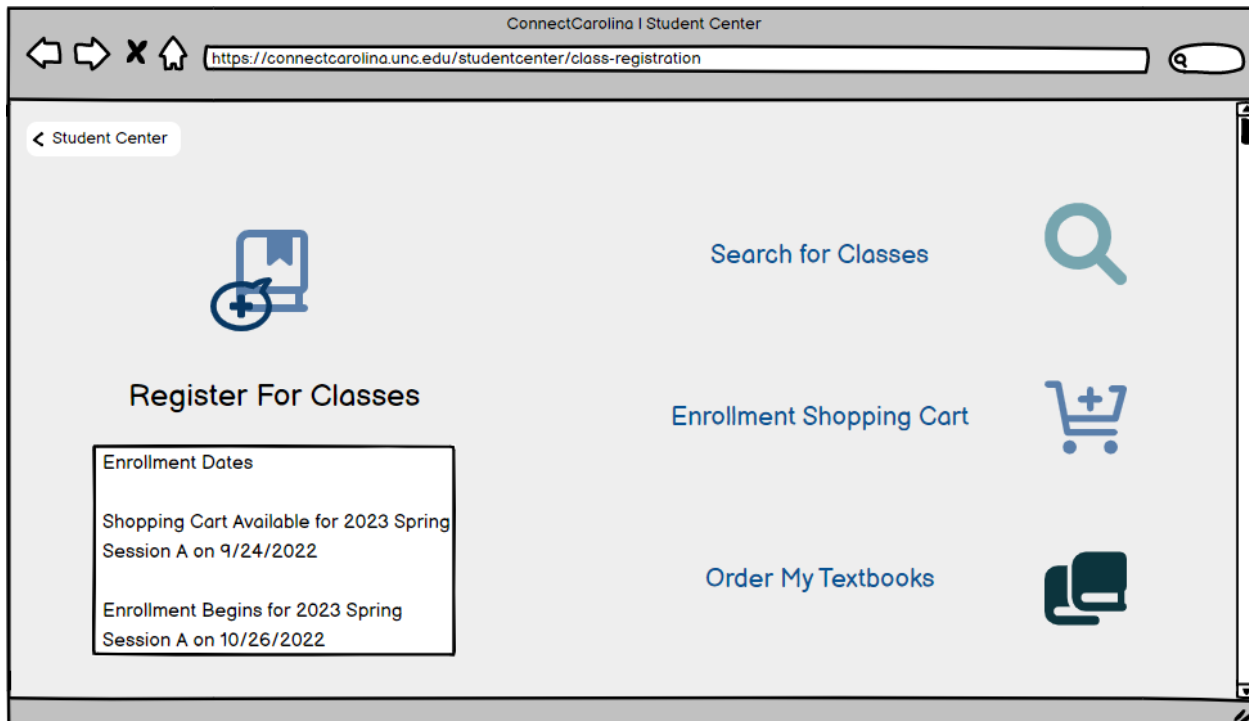 ConnectCarolina | Student Center
https://connectcarolina.unc.edu/studentcenter/class-registration
Student Center
Register For Classes
Enrollment Dates
Shopping Cart Available for 2023 Spring
Session A on 9/24/2022
Enrollment Begins for 2023 Spring
Session A on 10/26/2022
Search for Classes
Enrollment Shopping Cart
Order My Textbooks